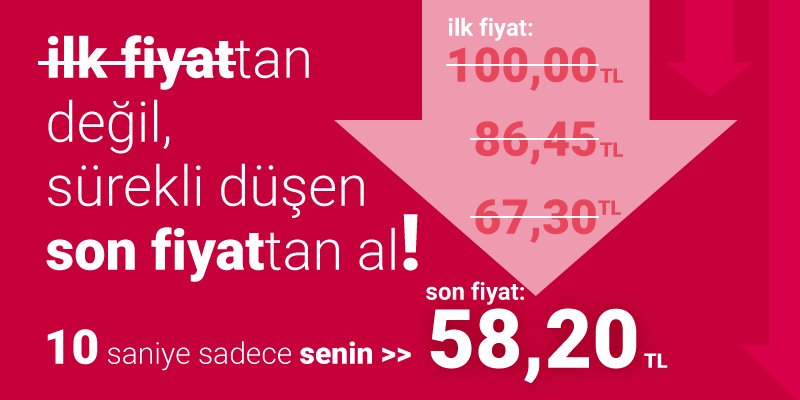 ilk fiyattan
değil,
sürekli düşen
son fiyattan al!
10 saniye sadece senin >>
ilk fiyat:
100,00 TL
86,45 TL
67,30 TL
son fiyat:
58,20 TL